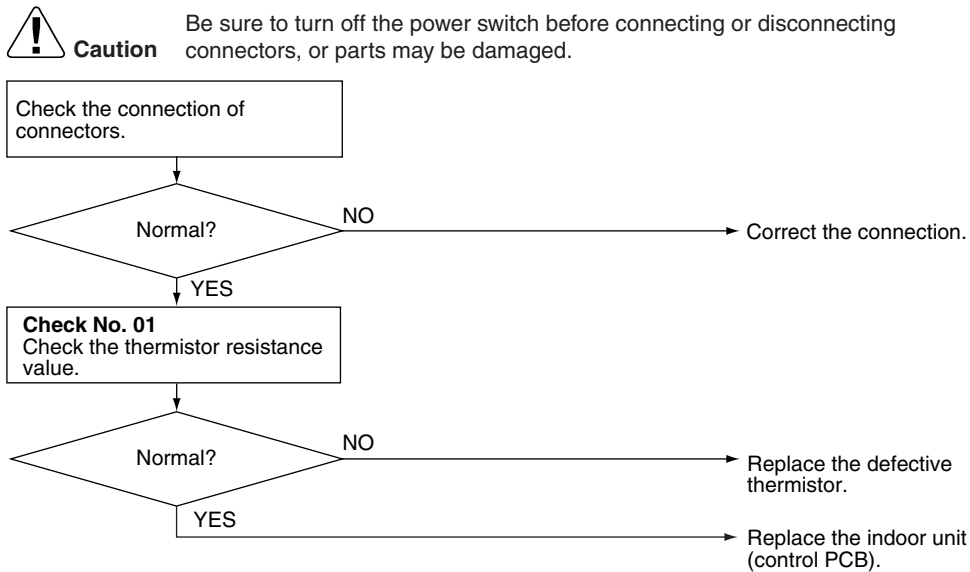 Be sure to turn off the power switch before connecting or disconnecting
Caution connectors, or parts may be damaged.
Check the connection of
connectors.
Normal?
NO
Correct the connection.
YES
Check No. 01
Check the thermistor resistance
value.
Normal?
NO
Replace the defective
thermistor.
YES
Replace the indoor unit
(control PCB).